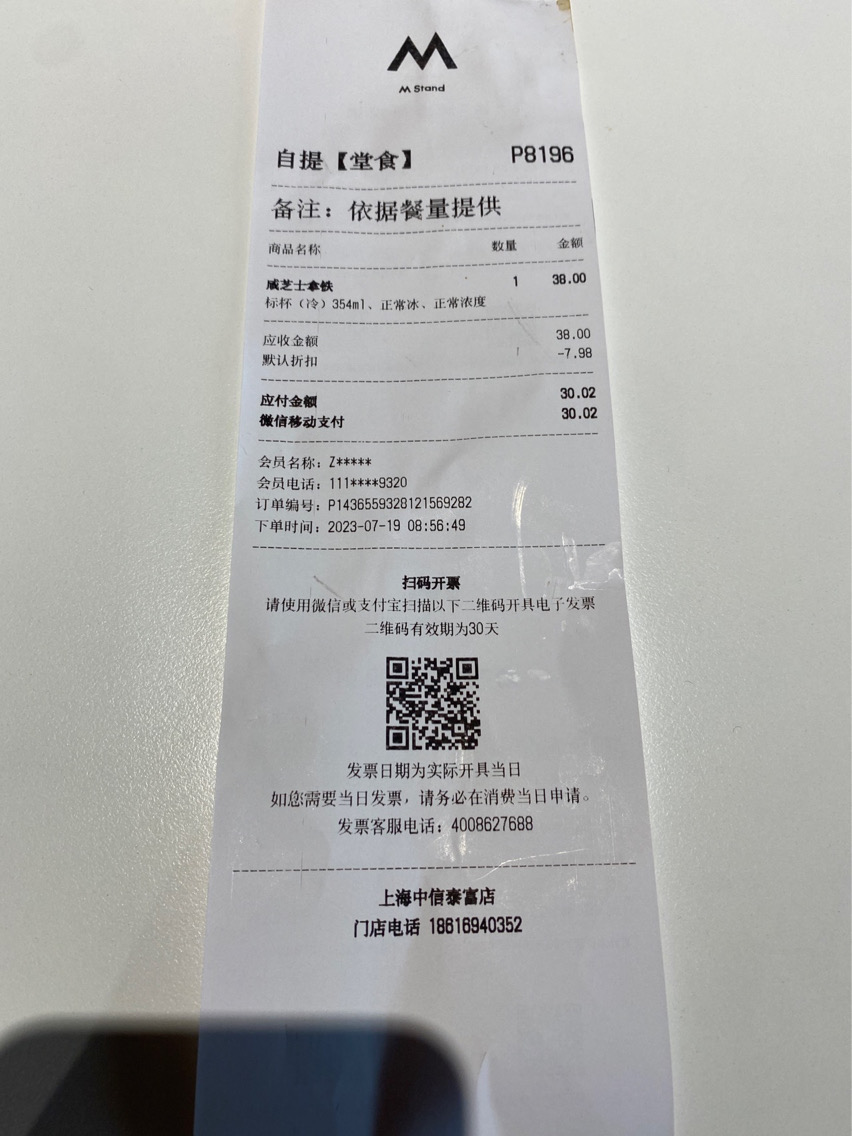 M Stand
自提【堂食】 P8196
备注：依据餐量提供
商品名称 数量 金额
咸芝士拿铁 1 38.00
标杯（冷）354ml、正常冰、正常浓度
应收金额 38.00
默认折扣 -7.98
应付金额 30.02
微信移动支付 30.02
会员名称：Z*****
会员电话：111****9320
订单编号：P1436559328121569282
下单时间：2023-07-19 08:56:49
扫码开票
请使用微信或支付宝扫描以下二维码开具电子发票
二维码有效期为30天
发票日期为实际开具当日
如您需要当日发票，请务必在消费当日申请。
发票客服电话：4008627688
上海中信泰富店
门店电话 18616940352